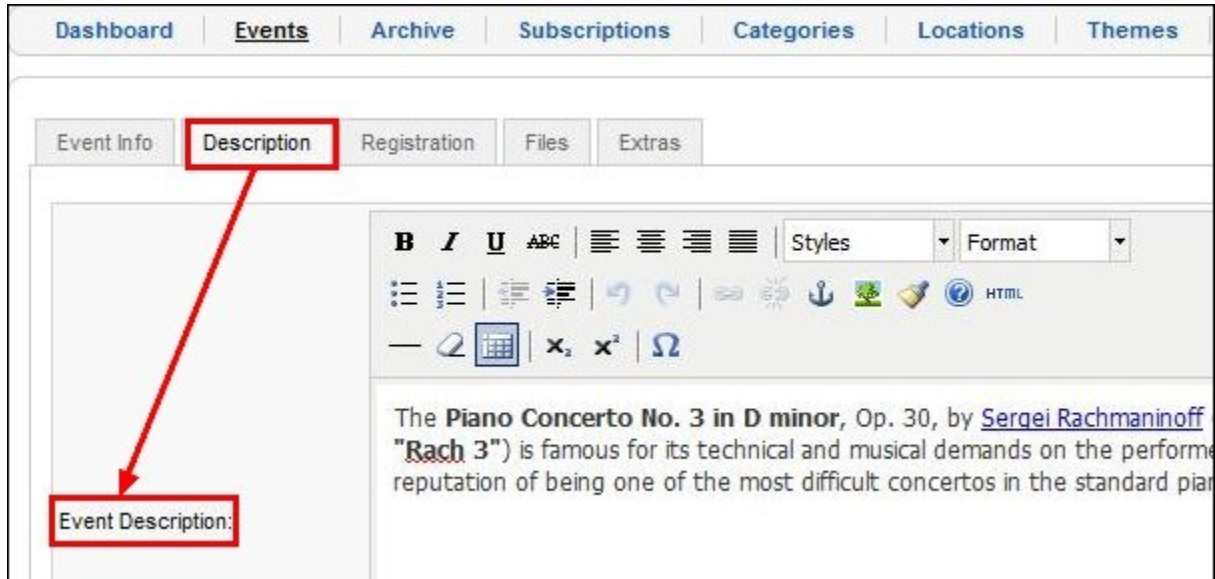 Dashboard Events Archive Subscriptions Categories Locations Themes
Event Info Description Registration Files Extras
B I U ABC Styles Format
HTML
x₂ x² Ω
The Piano Concerto No. 3 in D minor, Op. 30, by Sergei Rachmaninoff
"Rach 3") is famous for its technical and musical demands on the performe
reputation of being one of the most difficult concertos in the standard pian
Event Description: